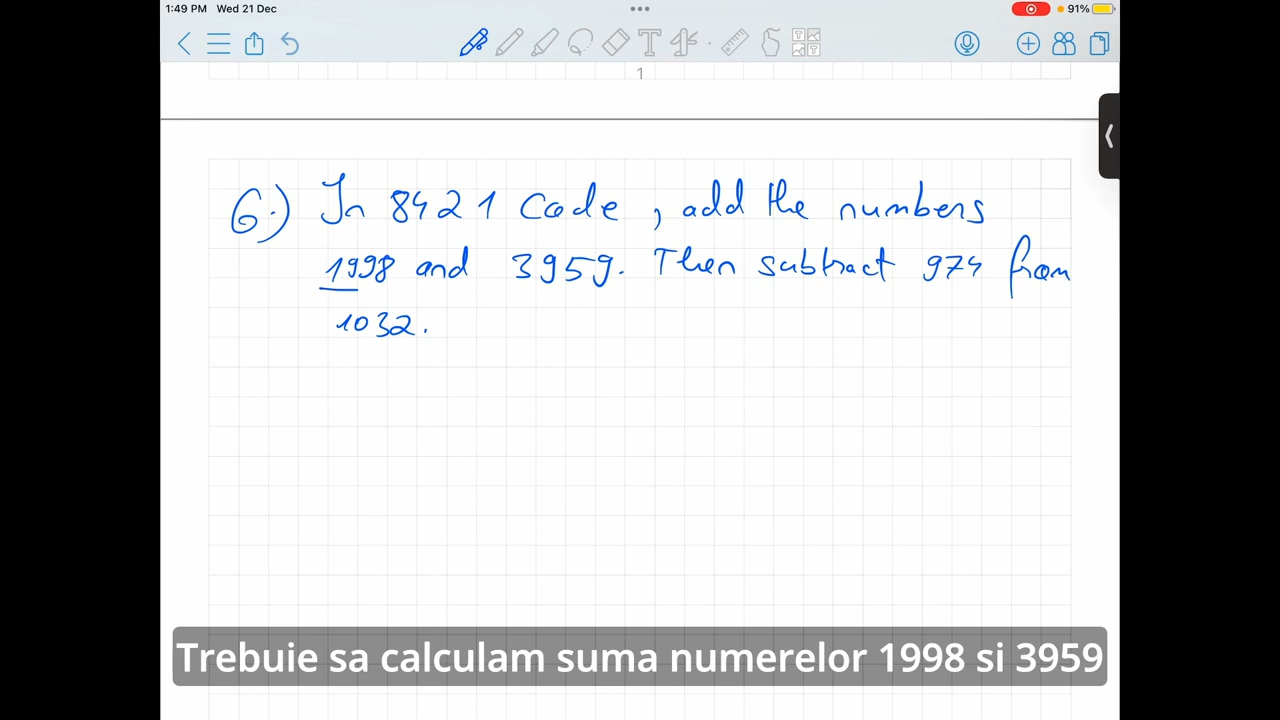 1:49 PM Wed 21 Dec
91%
1
6.) In 8421 Code, add the numbers
1998 and 3959. Then subtract 974 from
1032.
Trebuie sa calculam suma numerelor 1998 si 3959